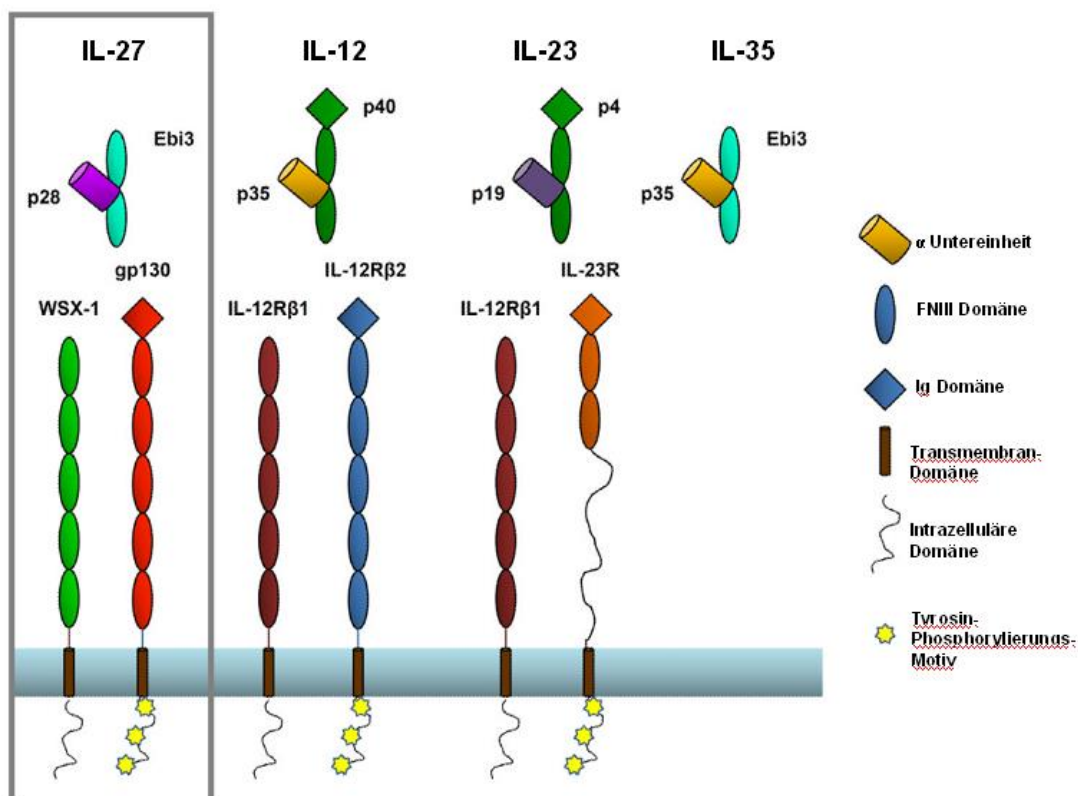 IL-27
IL-12
IL-23
IL-35
Ebi3
p28
p40
p35
p4
p19
Ebi3
p35
gp130
WSX-1
IL-12Rβ2
IL-12Rβ1
IL-23R
IL-12Rβ1
α Untereinheit
FNIII Domäne
Ig Domäne
Transmembran-
Domäne
Intrazelluläre
Domäne
Tyrosin-
Phosphorylierungs-
Motiv